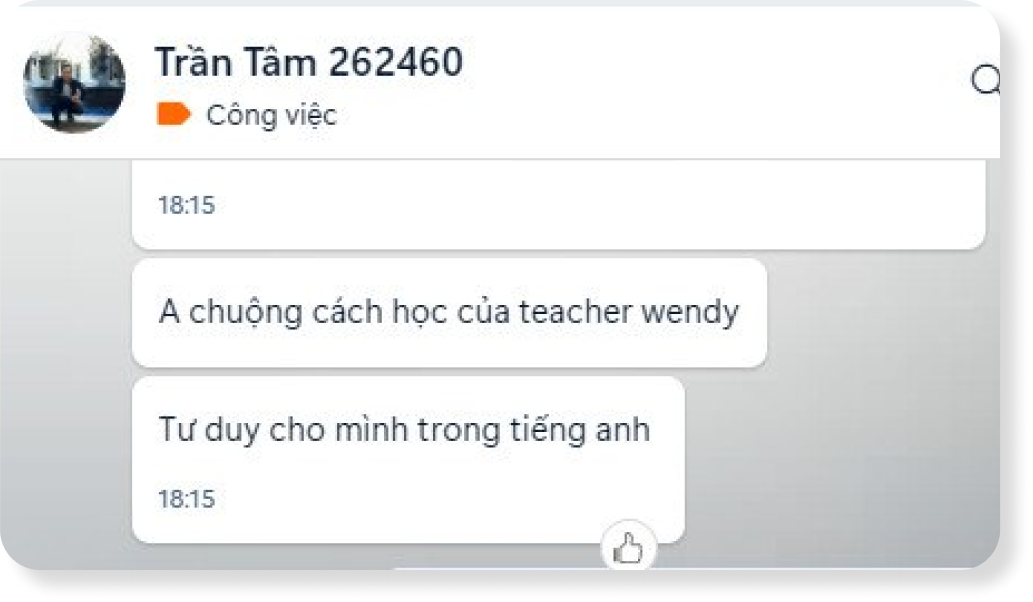 Trần Tâm 262460
Công việc
18:15
A chuộng cách học của teacher wendy
Tư duy cho mình trong tiếng anh
18:15